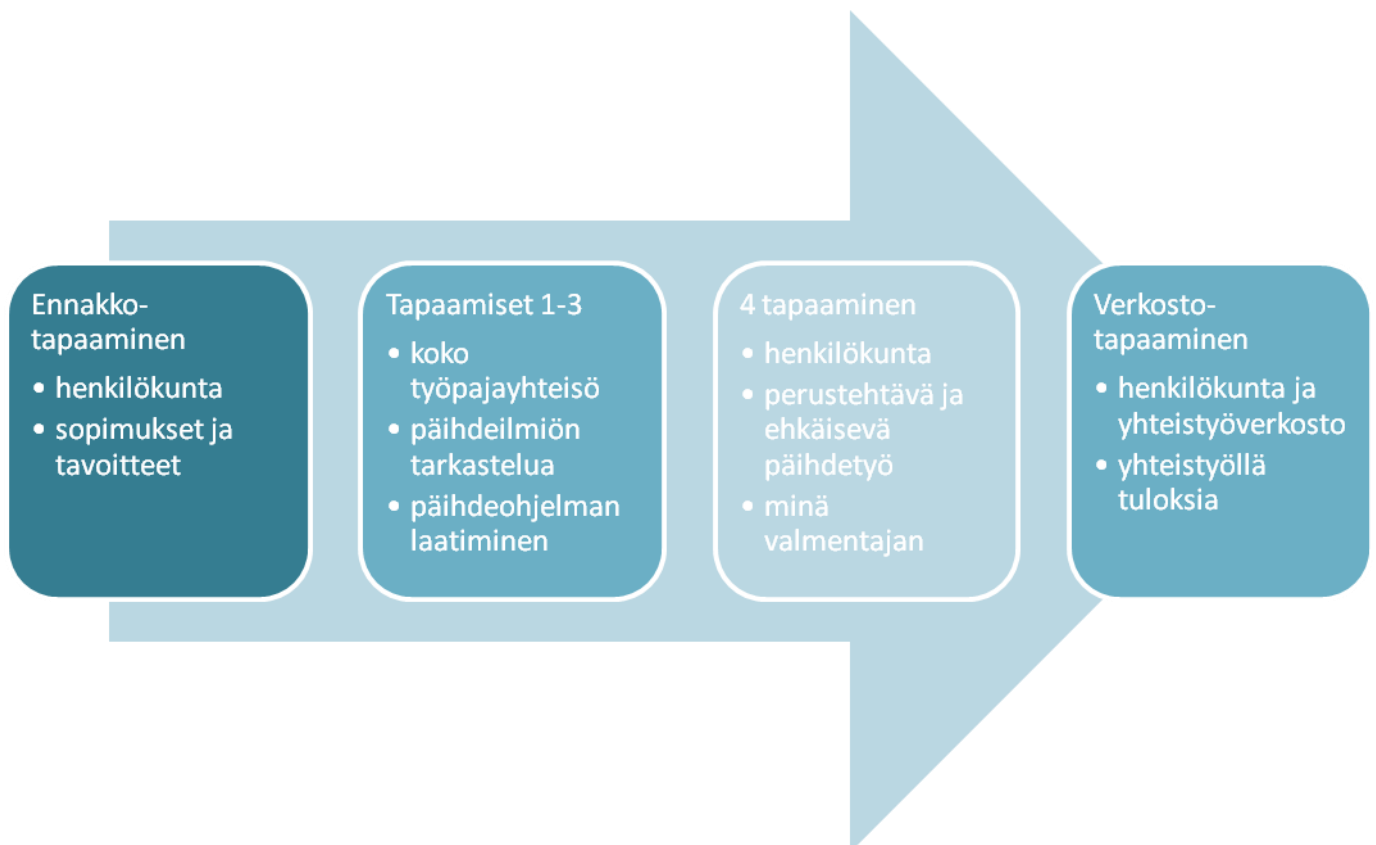 Ennakko-
tapaaminen
• henkilökunta
• sopimukset ja
tavoitteet
Tapaamiset 1-3
• koko
työpajayhteisö
• päihdeilmiön
tarkastelua
• päihdeohjelman
laatiminen
4 tapaaminen
• henkilökunta
• perustehtävä ja
ehkäisevä
päihdetyö
• minä
valmentajan
Verkosto-
tapaaminen
• henkilökunta ja
yhteistyöverkosto
• yhteistyöllä
tuloksia